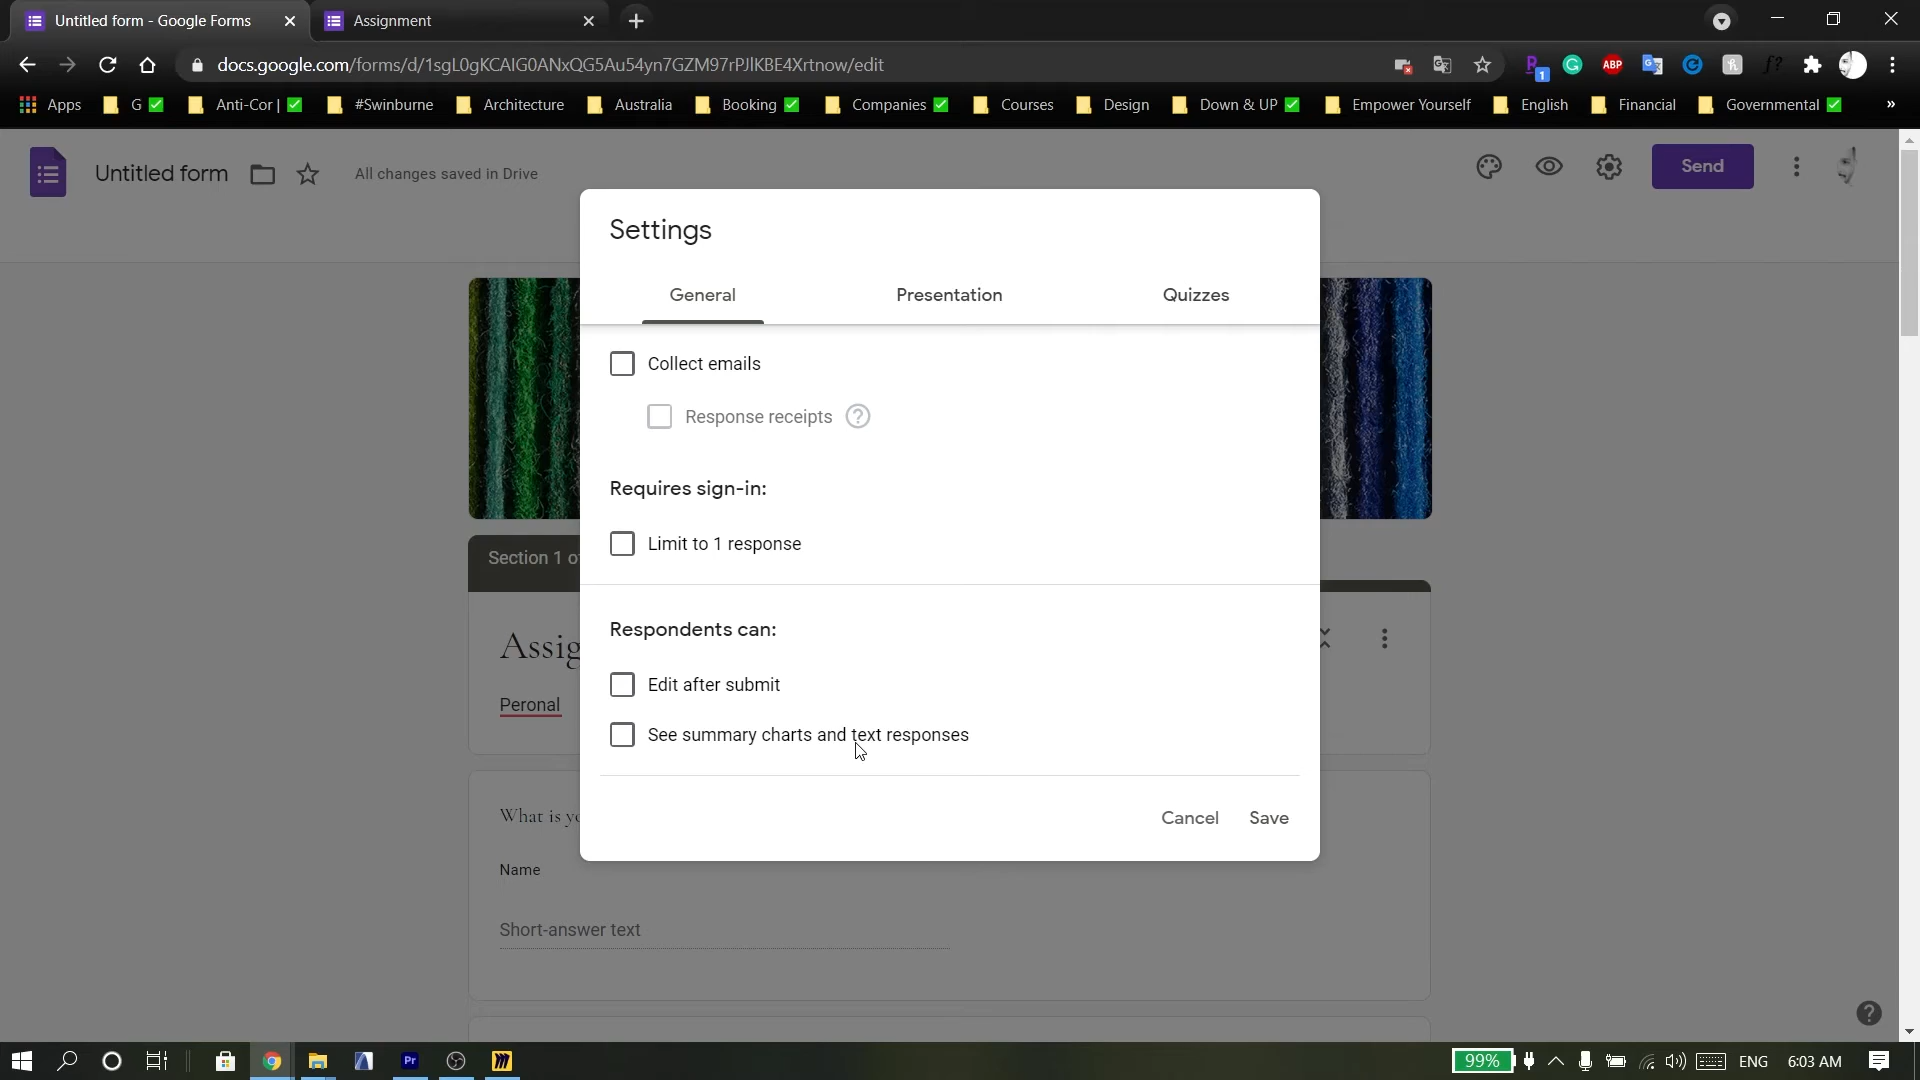 Untitled form - Google Forms
Assignment
docs.google.com/forms/d/1sgL0gKCAIG0ANxQG5Au54yn7GZM97rPJlKBE4Xrtnow/edit
ABP
1
Apps
G
Anti-Cor |
#Swinburne
Architecture
Australia
Booking
Companies
Courses
Design
Down & UP
Empower Yourself
English
Financial
Governmental
»
Untitled form
All changes saved in Drive
Send
Settings
General
Presentation
Quizzes
Collect emails
Response receipts
Requires sign-in:
Limit to 1 response
Section 1 o
Respondents can:
Assig
Edit after submit
Peronal
See summary charts and text responses
What is yo
Cancel
Save
Name
Short-answer text
Pr
99%
ENG
6:03 AM